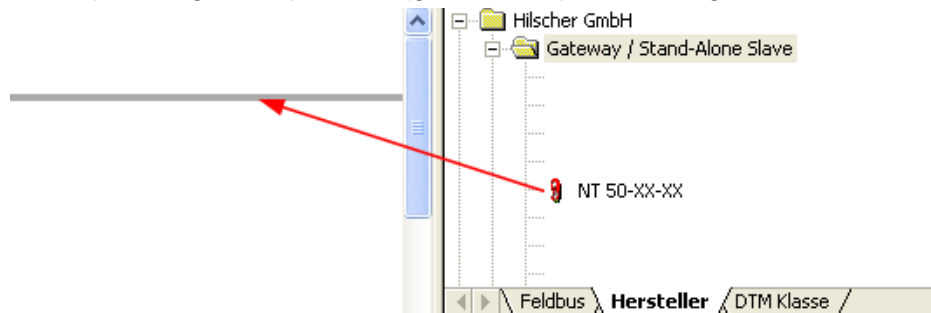 Hilscher GmbH
Gateway / Stand-Alone Slave
NT 50-XX-XX
Feldbus Hersteller DTM Klasse